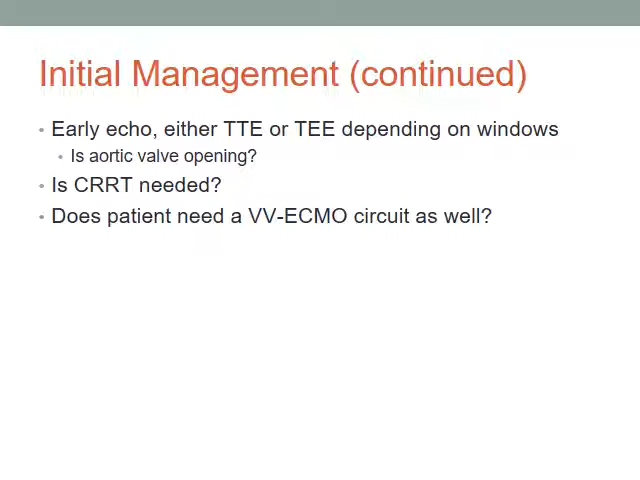 Initial Management (continued)
• Early echo, either TTE or TEE depending on windows
• Is aortic valve opening?
• Is CRRT needed?
• Does patient need a VV-ECMO circuit as well?